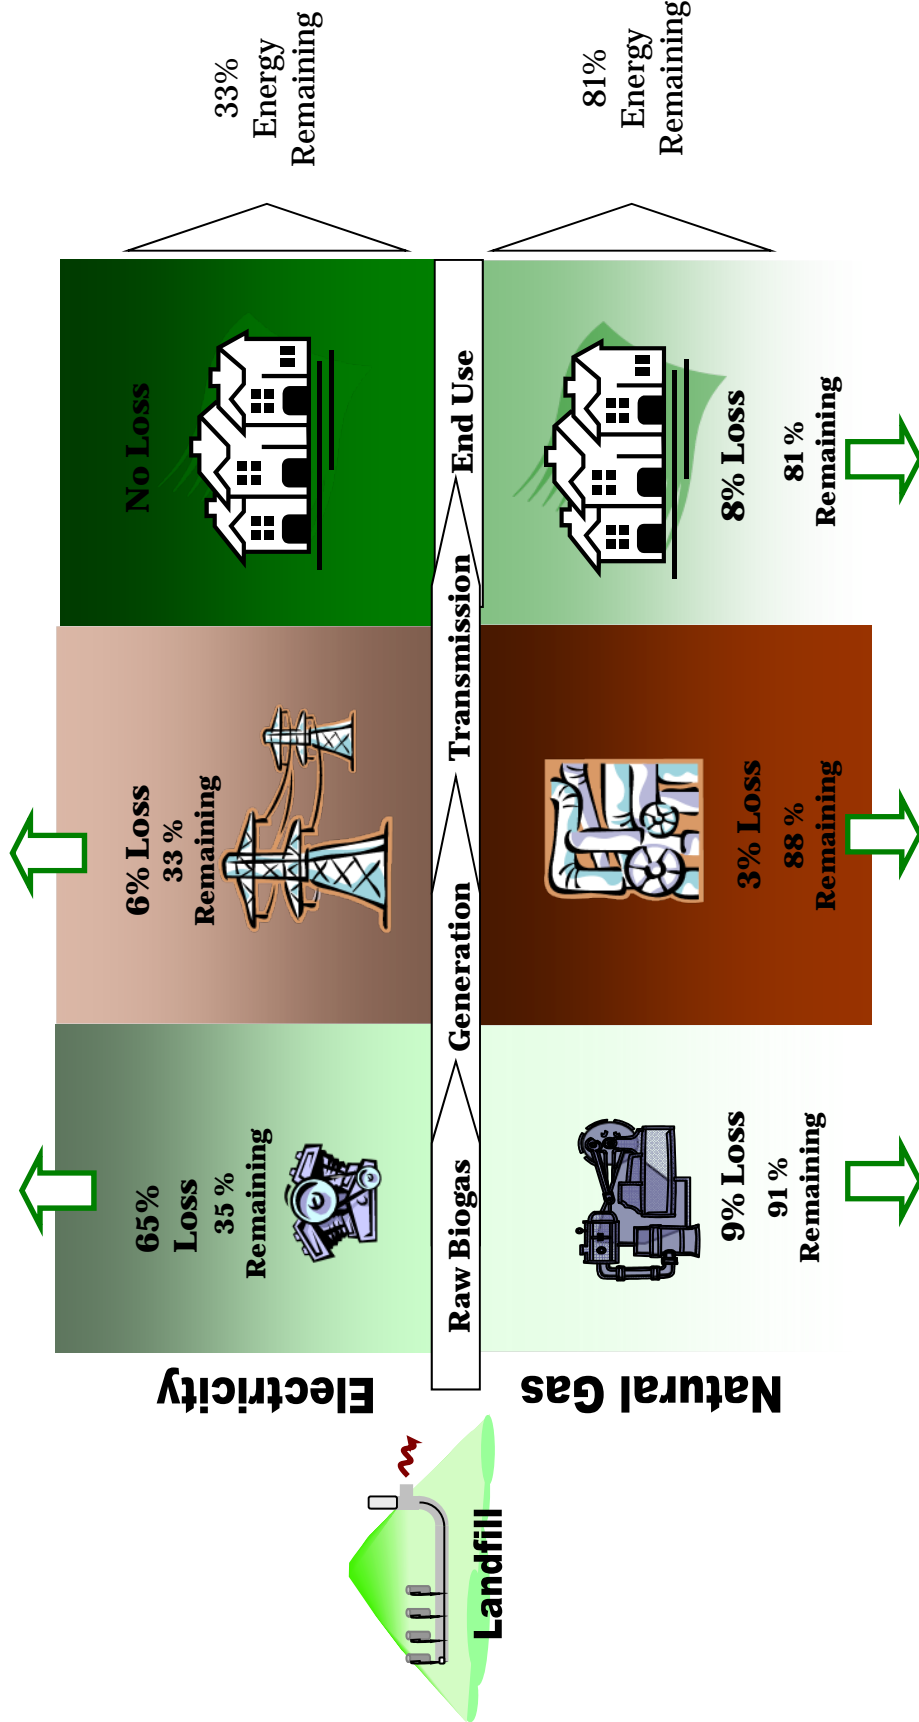 Landfill
Electricity
65%
Loss
35 %
Remaining
6% Loss
33 %
Remaining
No Loss
33%
Energy
Remaining
Raw Biogas
Generation
Transmission
End Use
Natural Gas
9% Loss
91 %
Remaining
3% Loss
88 %
Remaining
8% Loss
81 %
Remaining
81%
Energy
Remaining